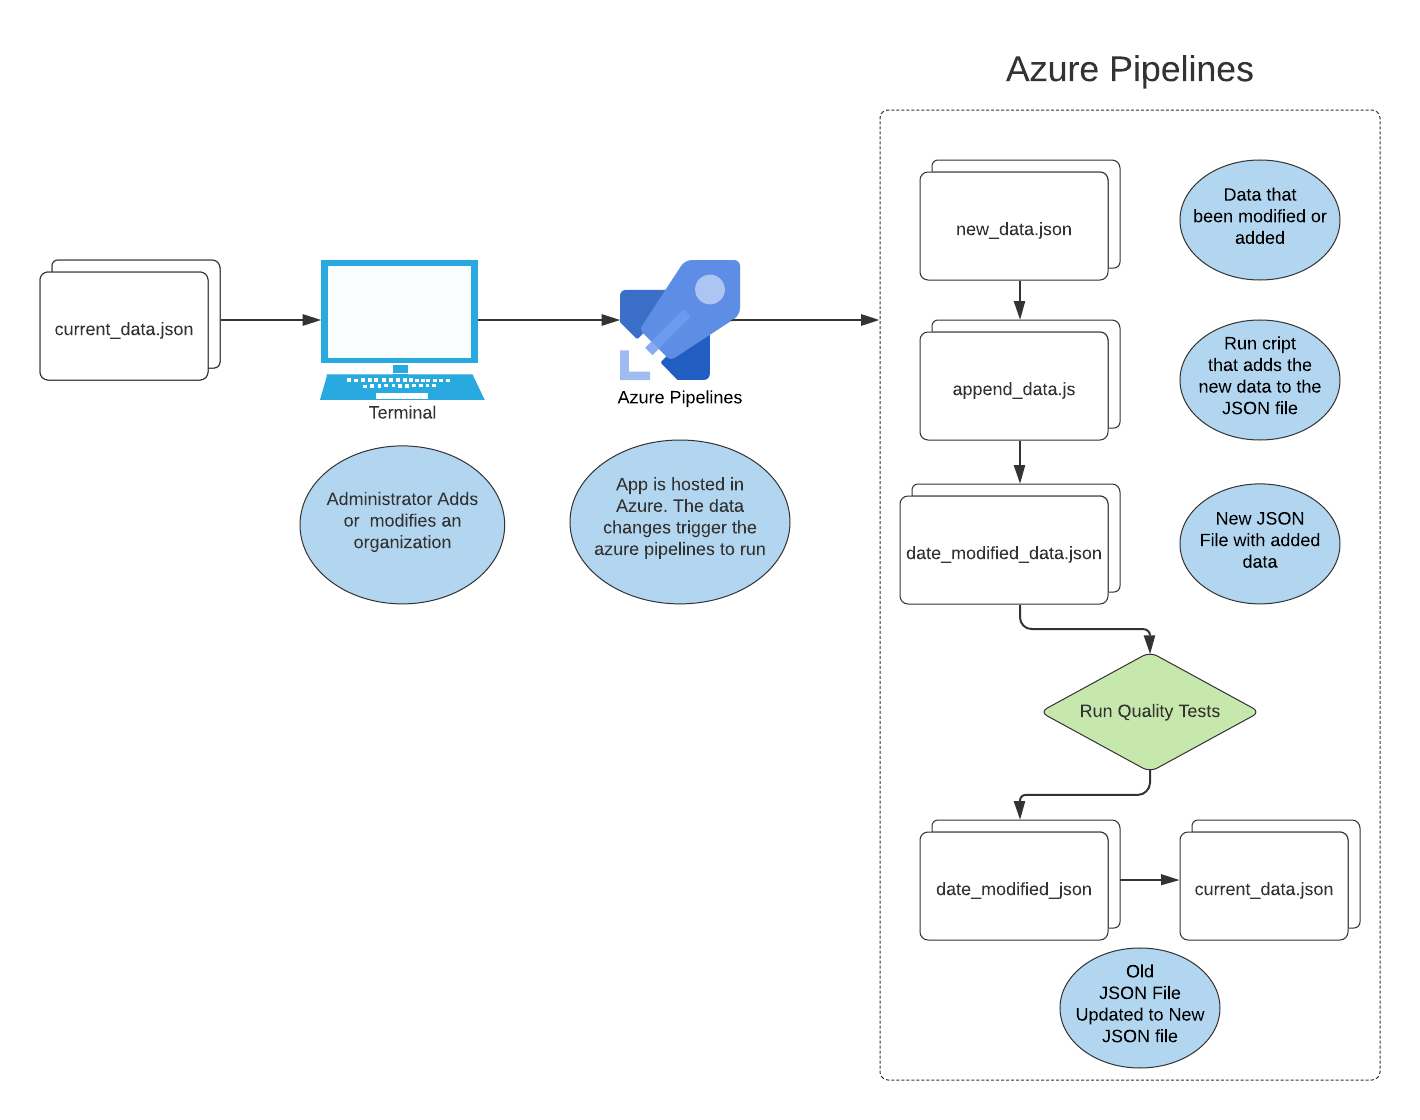 Azure Pipelines
current_data.json
Terminal
Administrator Adds
or modifies an
organization
Azure Pipelines
App is hosted in
Azure. The data
changes trigger the
azure pipelines to run
new_data.json
Data that
been modified or
added
append_data.js
Run cript
that adds the
new data to the
JSON file
date_modified_data.json
New JSON
File with added
data
Run Quality Tests
date_modified_json
current_data.json
Old
JSON File
Updated to New
JSON file